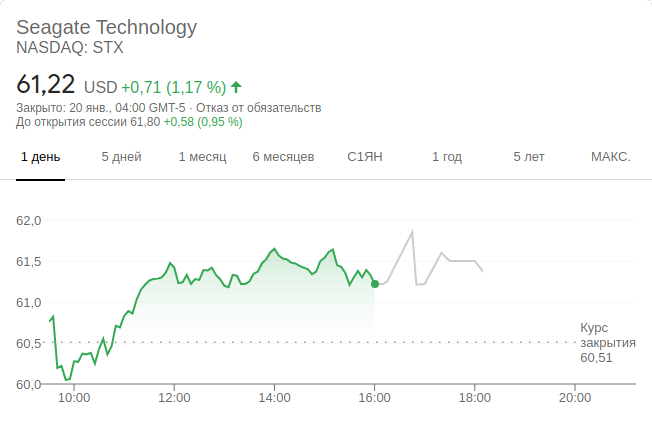 Seagate Technology
NASDAQ: STX
61,22 USD +0,71 (1,17 %)
Закрыто: 20 янв., 04:00 GMT-5 · Отказ от обязательств
До открытия сессии 61,80 +0,58 (0,95 %)
1 день 5 дней 1 месяц 6 месяцев С1ЯН 1 год 5 лет МАКС.
62,0
61,5
61,0
60,5
60,0
Курс
закрытия
60,51
10:00 12:00 14:00 16:00 18:00 20:00